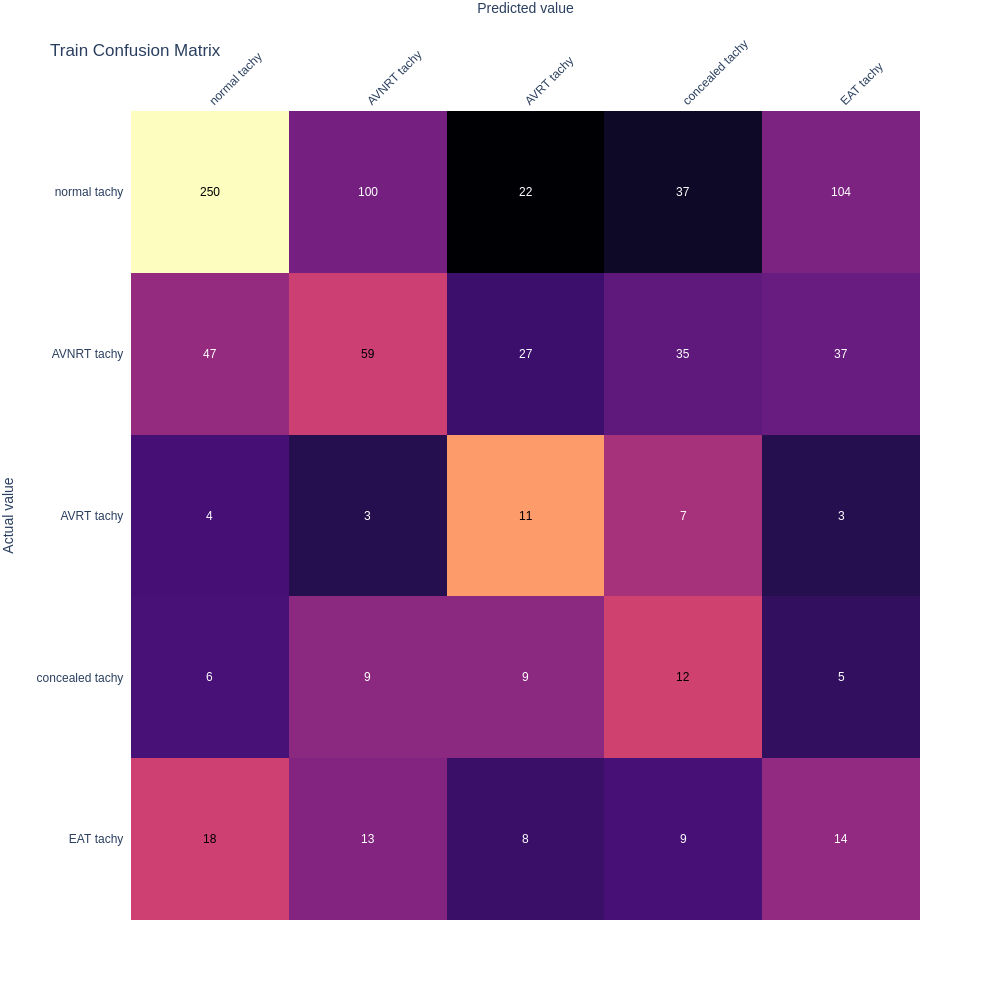 Predicted value
Train Confusion Matrix
normal tachy
AVNRT tachy
AVRT tachy
concealed tachy
EAT tachy
Actual value
normal tachy 250 100 22 37 104
AVNRT tachy 47 59 27 35 37
AVRT tachy 4 3 11 7 3
concealed tachy 6 9 9 12 5
EAT tachy 18 13 8 9 14